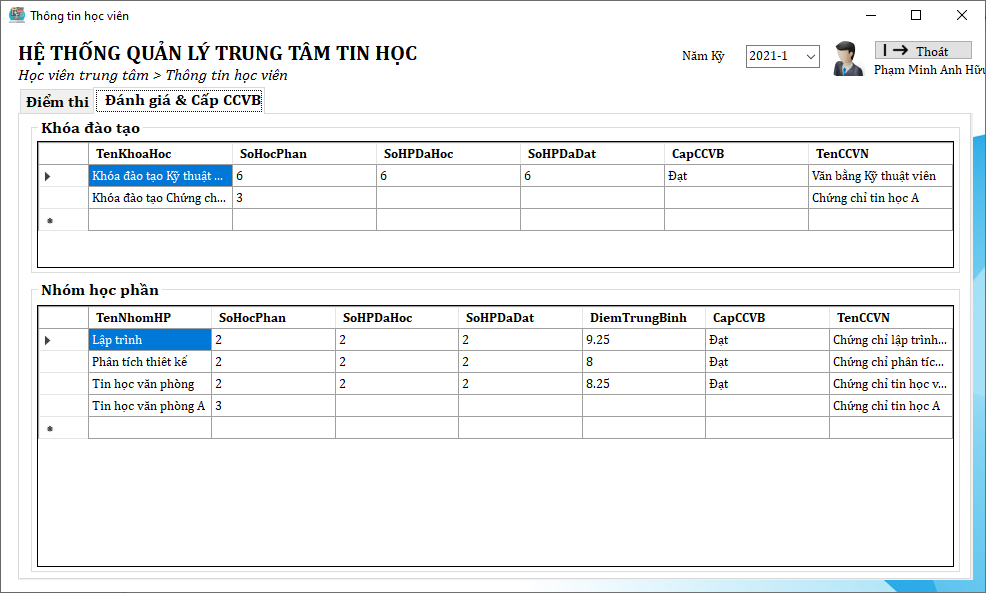 Thông tin học viên
HỆ THỐNG QUẢN LÝ TRUNG TÂM TIN HỌC
Học viên trung tâm > Thông tin học viên
Năm Kỳ 2021-1 Thoát
Phạm Minh Anh Hữu
Điểm thi Đánh giá & Cấp CCVB
Khóa đào tạo
TenKhoaHoc SoHocPhan SoHPDaHoc SoHPDaDat CapCCVB TenCCVN
Khóa đào tạo Kỹ thuật ... 6 6 6 Đạt Văn bằng Kỹ thuật viên
Khóa đào tạo Chứng ch... 3 Chứng chỉ tin học A
Nhóm học phần
TenNhomHP SoHocPhan SoHPDaHoc SoHPDaDat DiemTrungBinh CapCCVB TenCCVN
Lập trình 2 2 2 9.25 Đạt Chứng chỉ lập trình...
Phân tích thiêt kế 2 2 2 8 Đạt Chứng chỉ phân tíc...
Tin học văn phòng 2 2 2 8.25 Đạt Chứng chỉ tin học v...
Tin học văn phòng A 3 Chứng chỉ tin học A